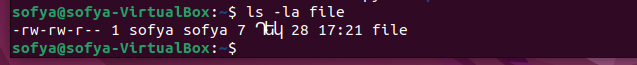 sofya@sofya-VirtualBox:~$ ls -la file
-rw-rw-r-- 1 sofya sofya 7 Դեկ 28 17:21 file
sofya@sofya-VirtualBox:~$